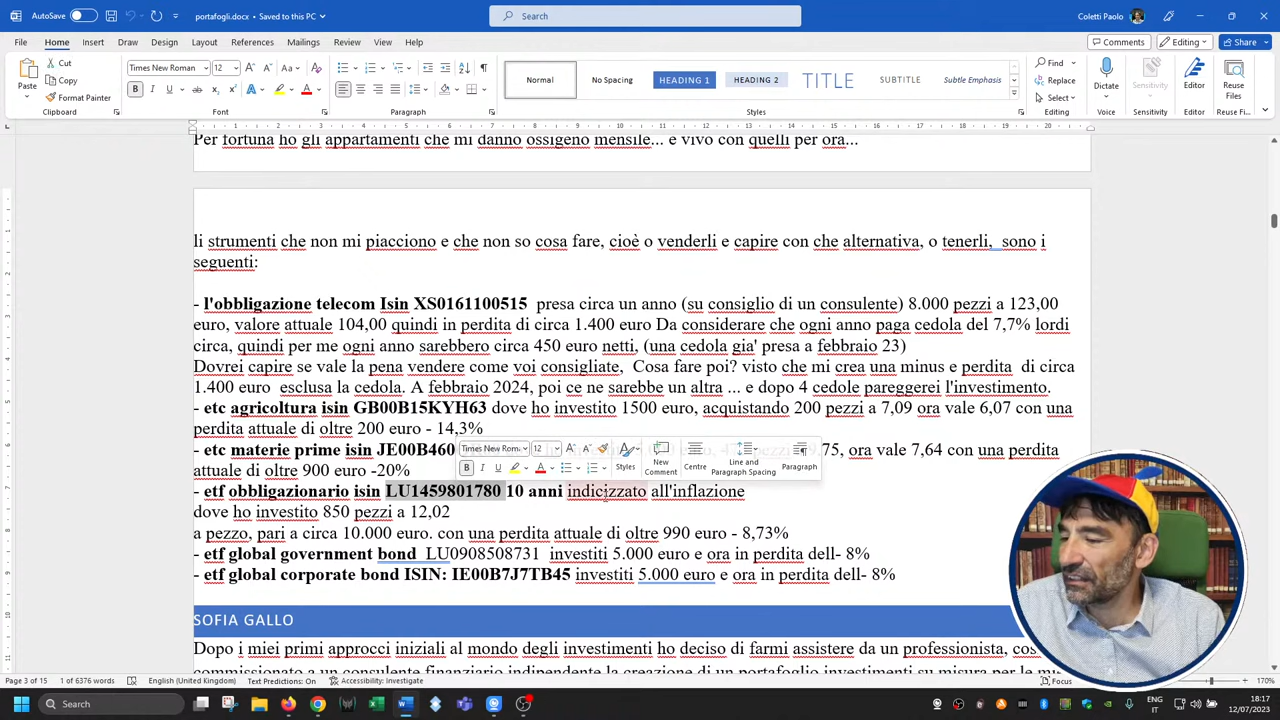 AutoSave
portafogli.docx • Saved to this PC
Search
Coletti Paolo
File Home Insert Draw Design Layout References Mailings Review View Help
Comments Editing Share
Paste
Cut
Copy
Format Painter
Clipboard
Times New Roman 12
Font
Paragraph
Normal No Spacing HEADING 1 HEADING 2 TITLE SUBTITLE Subtle Emphasis
Styles
Find
Replace
Select
Editing
Dictate
Voice
Sensitivity
Sensitivity
Editor
Editor
Reuse Files
Reuse Fi...
Per fortuna ho gli appartamenti che mi danno ossigeno mensile... e vivo con quelli per ora...
li strumenti che non mi piacciono e che non so cosa fare, cioè o venderli e capire con che alternativa, o tenerli, sono i
seguenti:
- l'obbligazione telecom Isin XS0161100515 presa circa un anno (su consiglio di un consulente) 8.000 pezzi a 123,00
euro, valore attuale 104,00 quindi in perdita di circa 1.400 euro Da considerare che ogni anno paga cedola del 7,7% lordi
circa, quindi per me ogni anno sarebbero circa 450 euro netti, (una cedola gia' presa a febbraio 23)
Dovrei capire se vale la pena vendere come voi consigliate, Cosa fare poi? visto che mi crea una minus e perdita di circa
1.400 euro esclusa la cedola. A febbraio 2024, poi ce ne sarebbe un altra ... e dopo 4 cedole pareggerei l'investimento.
- etc agricoltura isin GB00B15KYH63 dove ho investito 1500 euro, acquistando 200 pezzi a 7,09 ora vale 6,07 con una
perdita attuale di oltre 200 euro - 14,3%
- etc materie prime isin JE00B460 75, ora vale 7,64 con una perdita
attuale di oltre 900 euro -20%
Times New Rom 12
Styles
New Comment
Centre
Line and Paragraph Spacing
Paragraph
- etf obbligazionario isin LU1459801780 10 anni indicizzato all'inflazione
dove ho investito 850 pezzi a 12,02
a pezzo, pari a circa 10.000 euro. con una perdita attuale di oltre 990 euro - 8,73%
- etf global government bond LU0908508731 investiti 5.000 euro e ora in perdita dell- 8%
- etf global corporate bond ISIN: IE00B7J7TB45 investiti 5.000 euro e ora in perdita dell- 8%
SOFIA GALLO
Dopo i miei primi approcci iniziali al mondo degli investimenti ho deciso di farmi assistere da un professionista, cos
Page 3 of 15 1 of 6376 words English (United Kingdom) Text Predictions: On Accessibility: Investigate Focus 170%
Search
ENG
IT
18:17
12/07/2023